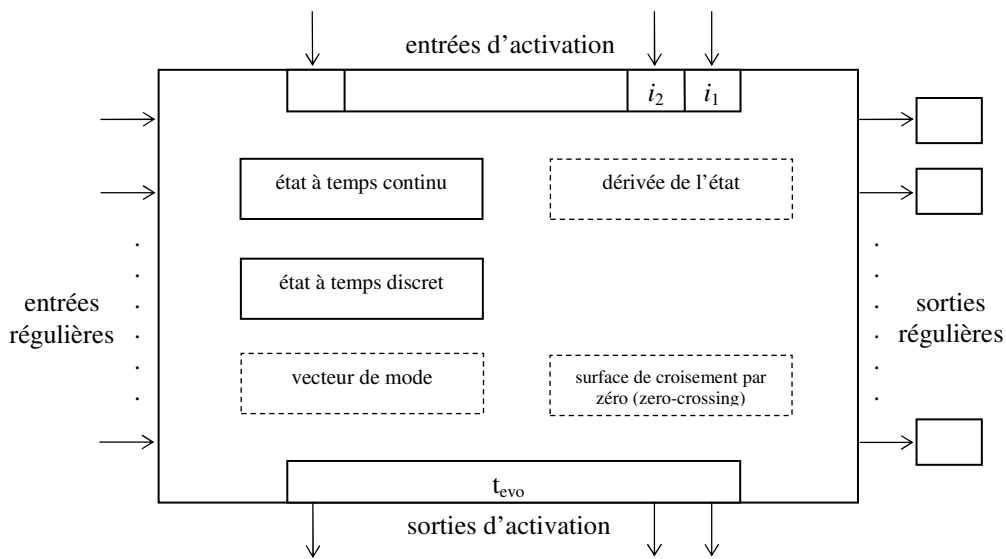 entrées d’activation
i2 i1
état à temps continu
dérivée de l’état
état à temps discret
entrées
régulières
sorties
régulières
vecteur de mode
surface de croisement par
zéro (zero-crossing)
tevo
sorties d’activation